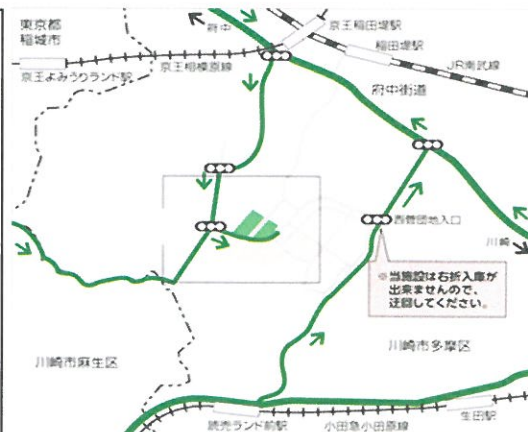 東京都
稲城市
府中
京王稲田堤駅
稲田堤駅
京王相模原線
京王よみうりランド駅
JR南武線
府中街道
西菅団地入口
川崎
※当施設は右折入庫が
出来ませんので、
迂回してください。
川崎市麻生区
川崎市多摩区
読売ランド前駅
小田急小田原線
生田駅